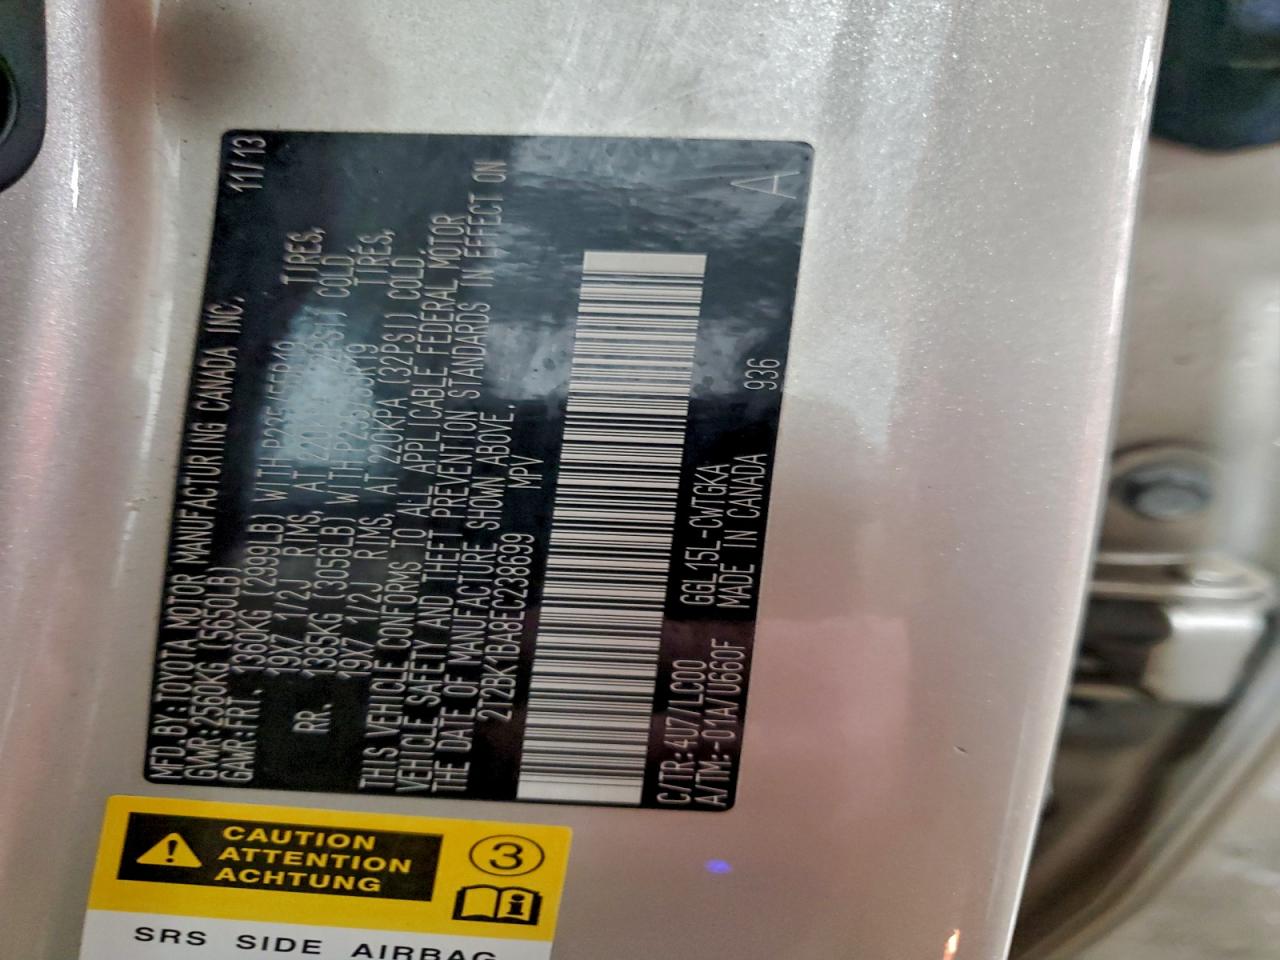 MFD.BY:TOYOTA MOTOR MANUFACTURING CANADA INC. 11/13
GVWR:2560KG (5650LB)
GAWR:FRT. 1360KG (2999LB) WITH TIRES,
19X7 1/2J RIMS, AT COLD.
RR. 1385KG (3056LB) WITH TIRES,
19X7 1/2J RIMS, AT 220KPA (32PSI) COLD.
THIS VEHICLE CONFORMS TO ALL APPLICABLE FEDERAL MOTOR
VEHICLE SAFETY AND THEFT PREVENTION STANDARDS IN EFFECT ON
THE DATE OF MANUFACTURE SHOWN ABOVE.
2T2BK1BA8EC238699 MPV
C/TR:4U7/LC00 GGL15L-CWTGKA 936
A/TM:-01A/U660F MADE IN CANADA A
CAUTION
ATTENTION
ACHTUNG
3
SRS SIDE AIRBAG